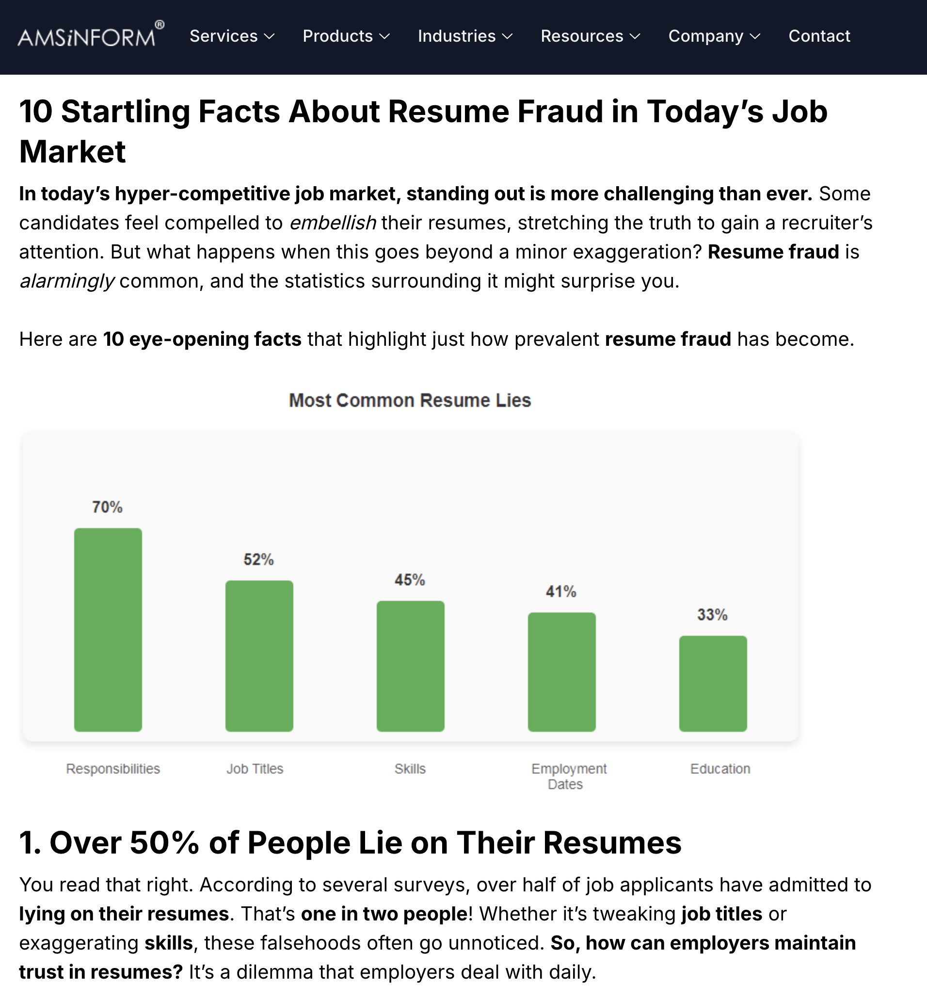 AMSiNFORM® Services Products Industries Resources Company Contact
10 Startling Facts About Resume Fraud in Today’s Job
Market
In today’s hyper-competitive job market, standing out is more challenging than ever. Some
candidates feel compelled to embellish their resumes, stretching the truth to gain a recruiter’s
attention. But what happens when this goes beyond a minor exaggeration? Resume fraud is
alarmingly common, and the statistics surrounding it might surprise you.
Here are 10 eye-opening facts that highlight just how prevalent resume fraud has become.
Most Common Resume Lies
70%
52%
45%
41%
33%
Responsibilities Job Titles Skills Employment Education
Dates
1. Over 50% of People Lie on Their Resumes
You read that right. According to several surveys, over half of job applicants have admitted to
lying on their resumes. That’s one in two people! Whether it’s tweaking job titles or
exaggerating skills, these falsehoods often go unnoticed. So, how can employers maintain
trust in resumes? It’s a dilemma that employers deal with daily.